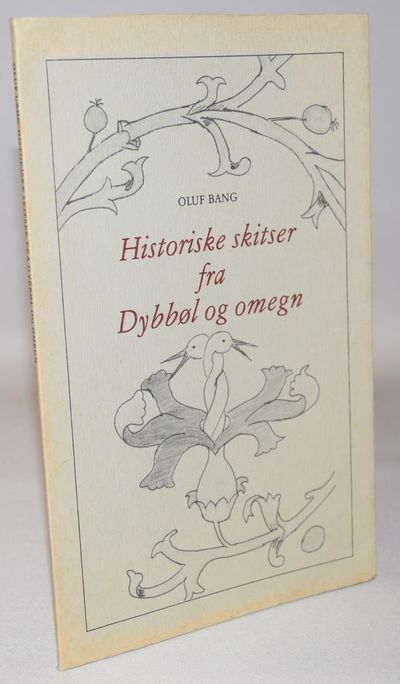 OLUF BANG
Historiske skitser
fra
Dybbøl og omegn